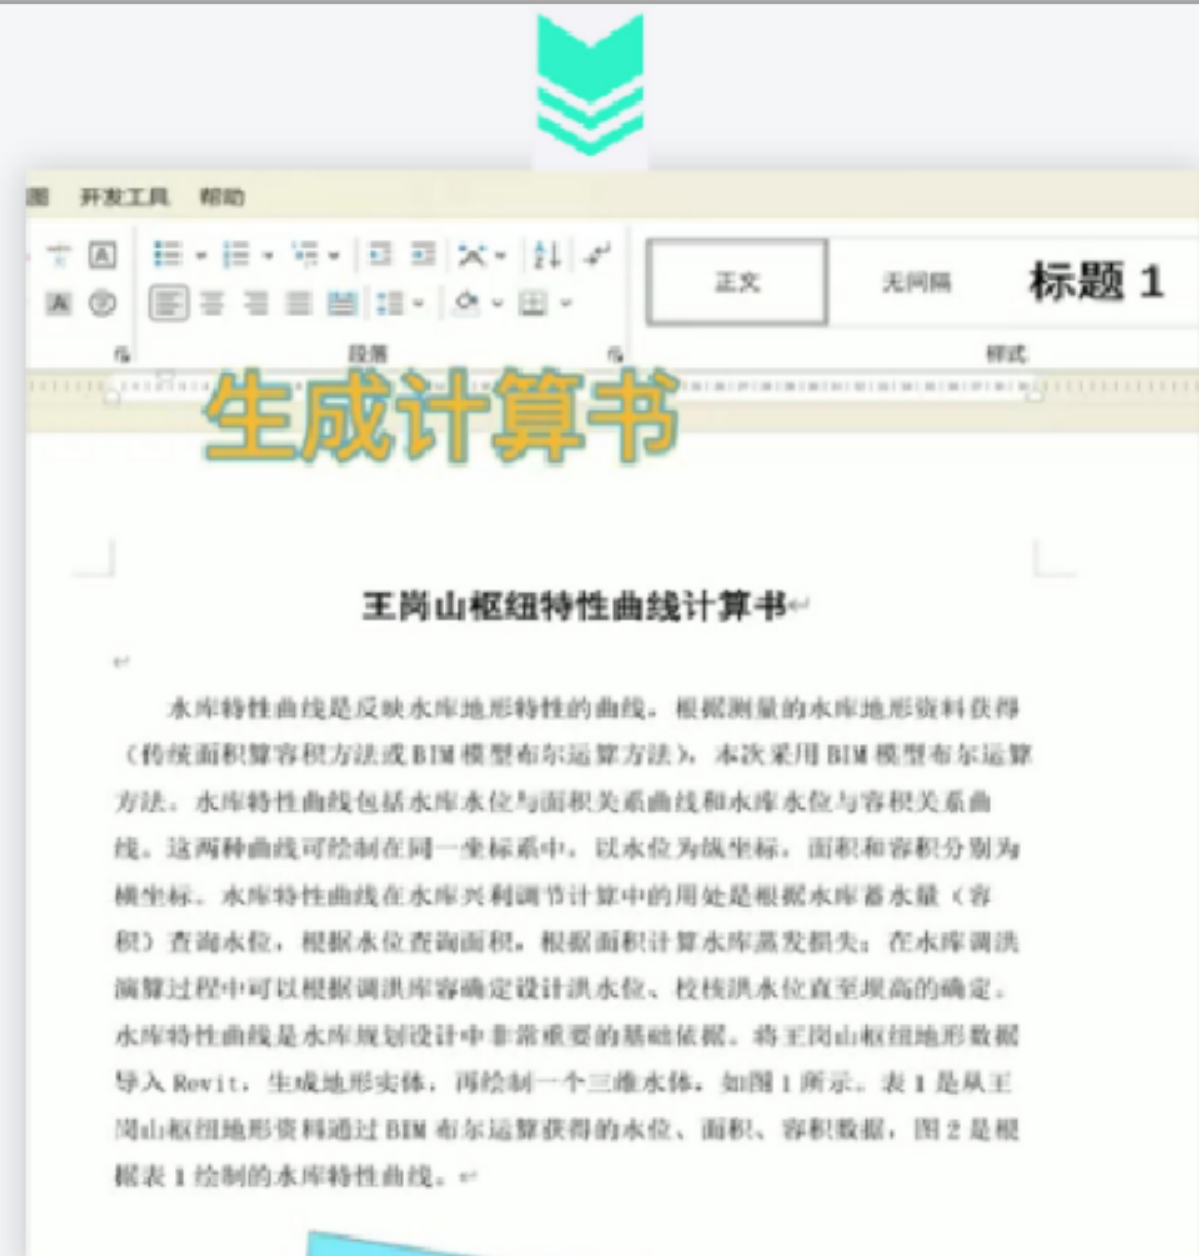 图 开发工具 帮助
A
A 字
正文 无间隔 标题 1
段落 样式
生成计算书
王岗山枢纽特性曲线计算书
水库特性曲线是反映水库地形特性的曲线。根据测量的水库地形资料获得
（传统面积算容积方法或 BIM 模型布尔运算方法），本次采用 BIM 模型布尔运算
方法。水库特性曲线包括水库水位与面积关系曲线和水库水位与容积关系曲
线。这两种曲线可绘制在同一坐标系中，以水位为纵坐标，面积和容积分别为
横坐标。水库特性曲线在水库兴利调节计算中的用处是根据水库蓄水量（容
积）查询水位，根据水位查询面积，根据面积计算水库蒸发损失；在水库调洪
演算过程中可以根据调洪库容确定设计洪水位、校核洪水位直至坝高的确定。
水库特性曲线是水库规划设计中非常重要的基础依据。将王岗山枢纽地形数据
导入 Revit，生成地形实体，再绘制一个三维水体，如图 1 所示。表 1 是从王
岗山枢纽地形资料通过 BIM 布尔运算获得的水位、面积、容积数据，图 2 是根
据表 1 绘制的水库特性曲线。